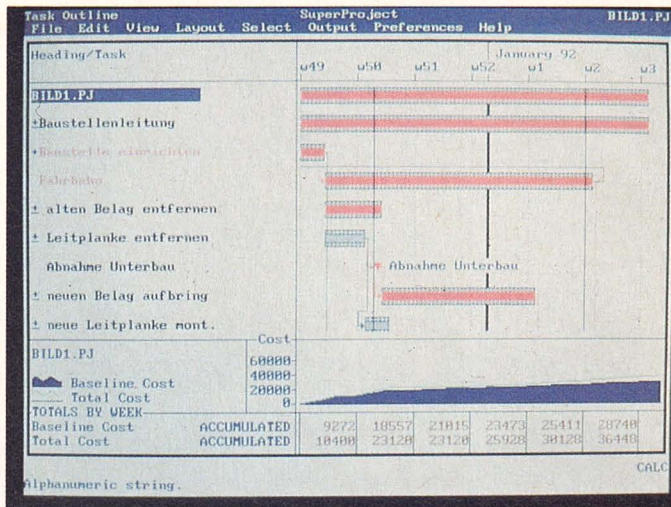 Task Outline SuperProject BILD1.PJ
File Edit View Layout Select Output Preferences Help
Heading/Task January 92
w49 w50 w51 w52 w1 w2 w3
BILD1.PJ
±Baustellenleitung
+Baustelle einrichten
Fahrbahn
± alten Belag entfernen
± Leitplanke entfernen
Abnahme Unterbau Abnahme Unterbau
± neuen Belag aufbring
± neue Leitplanke mont.
Cost
BILD1.PJ 60000
40000
Baseline Cost 20000
Total Cost 0
TOTALS BY WEEK
Baseline Cost ACCUMULATED 9272 18557 21015 23473 25411 28740
Total Cost ACCUMULATED 10400 23120 23120 25928 30128 36448
CALC
Alphanumeric string.